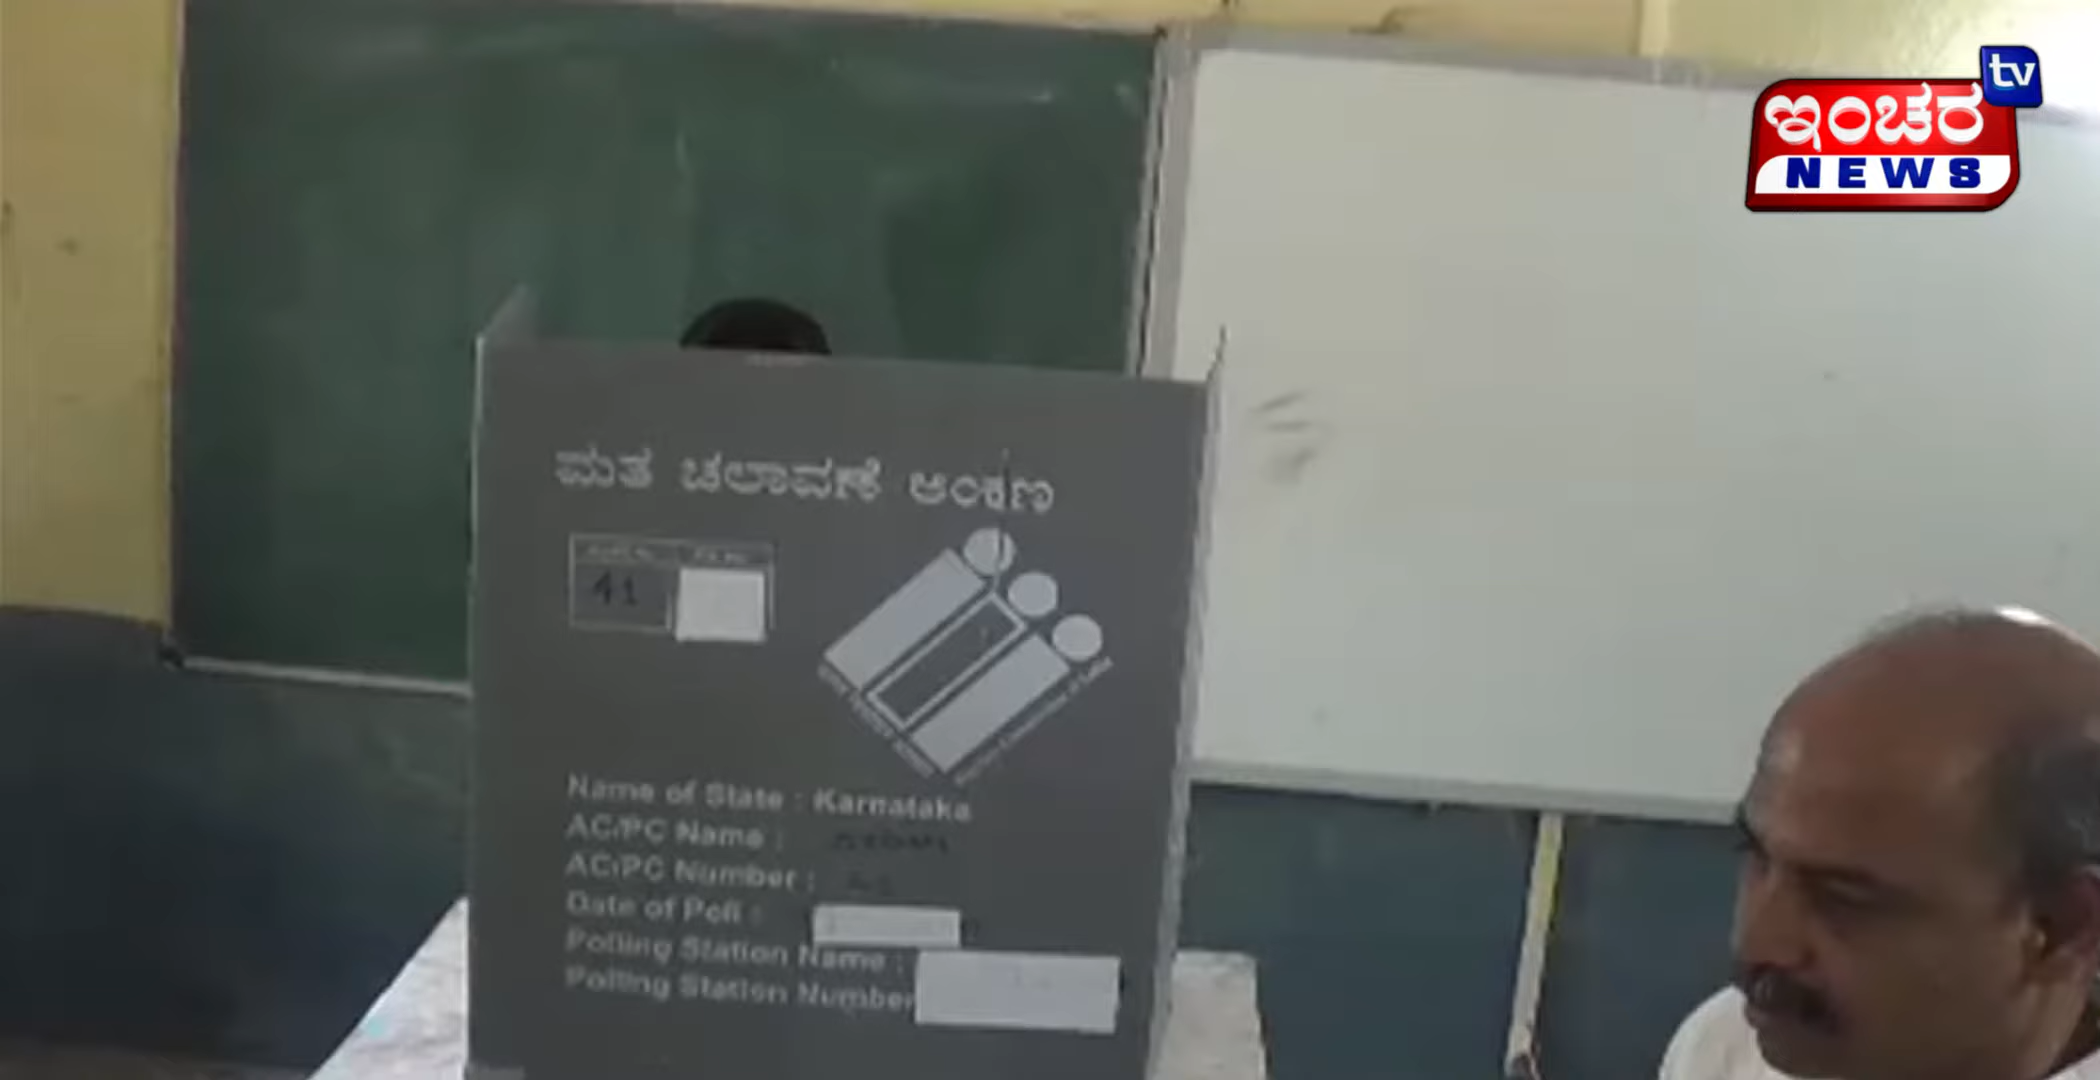 tv
ಇಂಚರ
NEWS
ಮತ ಚಲಾವಣೆ ಅಂಕಣ
41
Name of State : Karnataka
AC/PC Name :
AC/PC Number :
Date of Poll :
Polling Station Name :
Polling Station Number